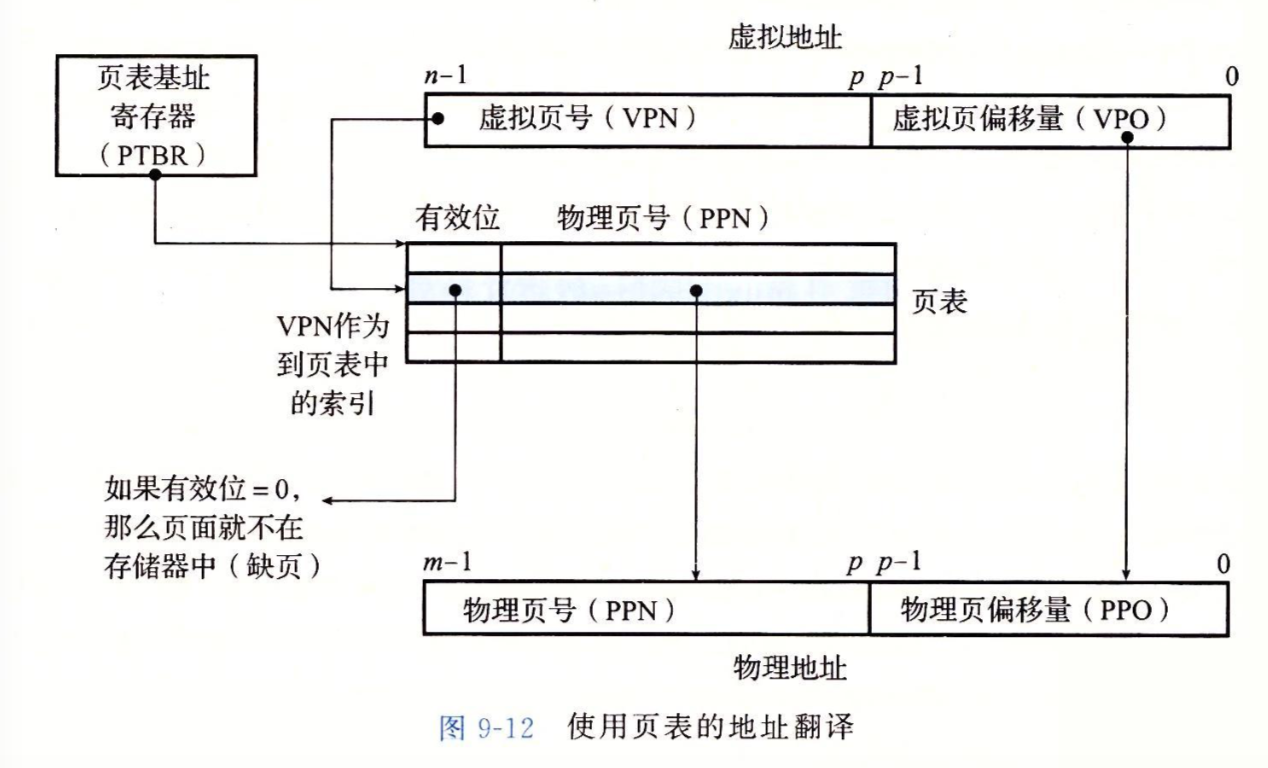 虚拟地址
页表基址
寄存器
（PTBR）
n-1
p p-1
0
虚拟页号（VPN）
虚拟页偏移量（VPO）
有效位
物理页号（PPN）
页表
VPN作为
到页表中
的索引
如果有效位=0，
那么页面就不在
存储器中（缺页）
m-1
p p-1
0
物理页号（PPN）
物理页偏移量（PPO）
物理地址
图 9-12 使用页表的地址翻译